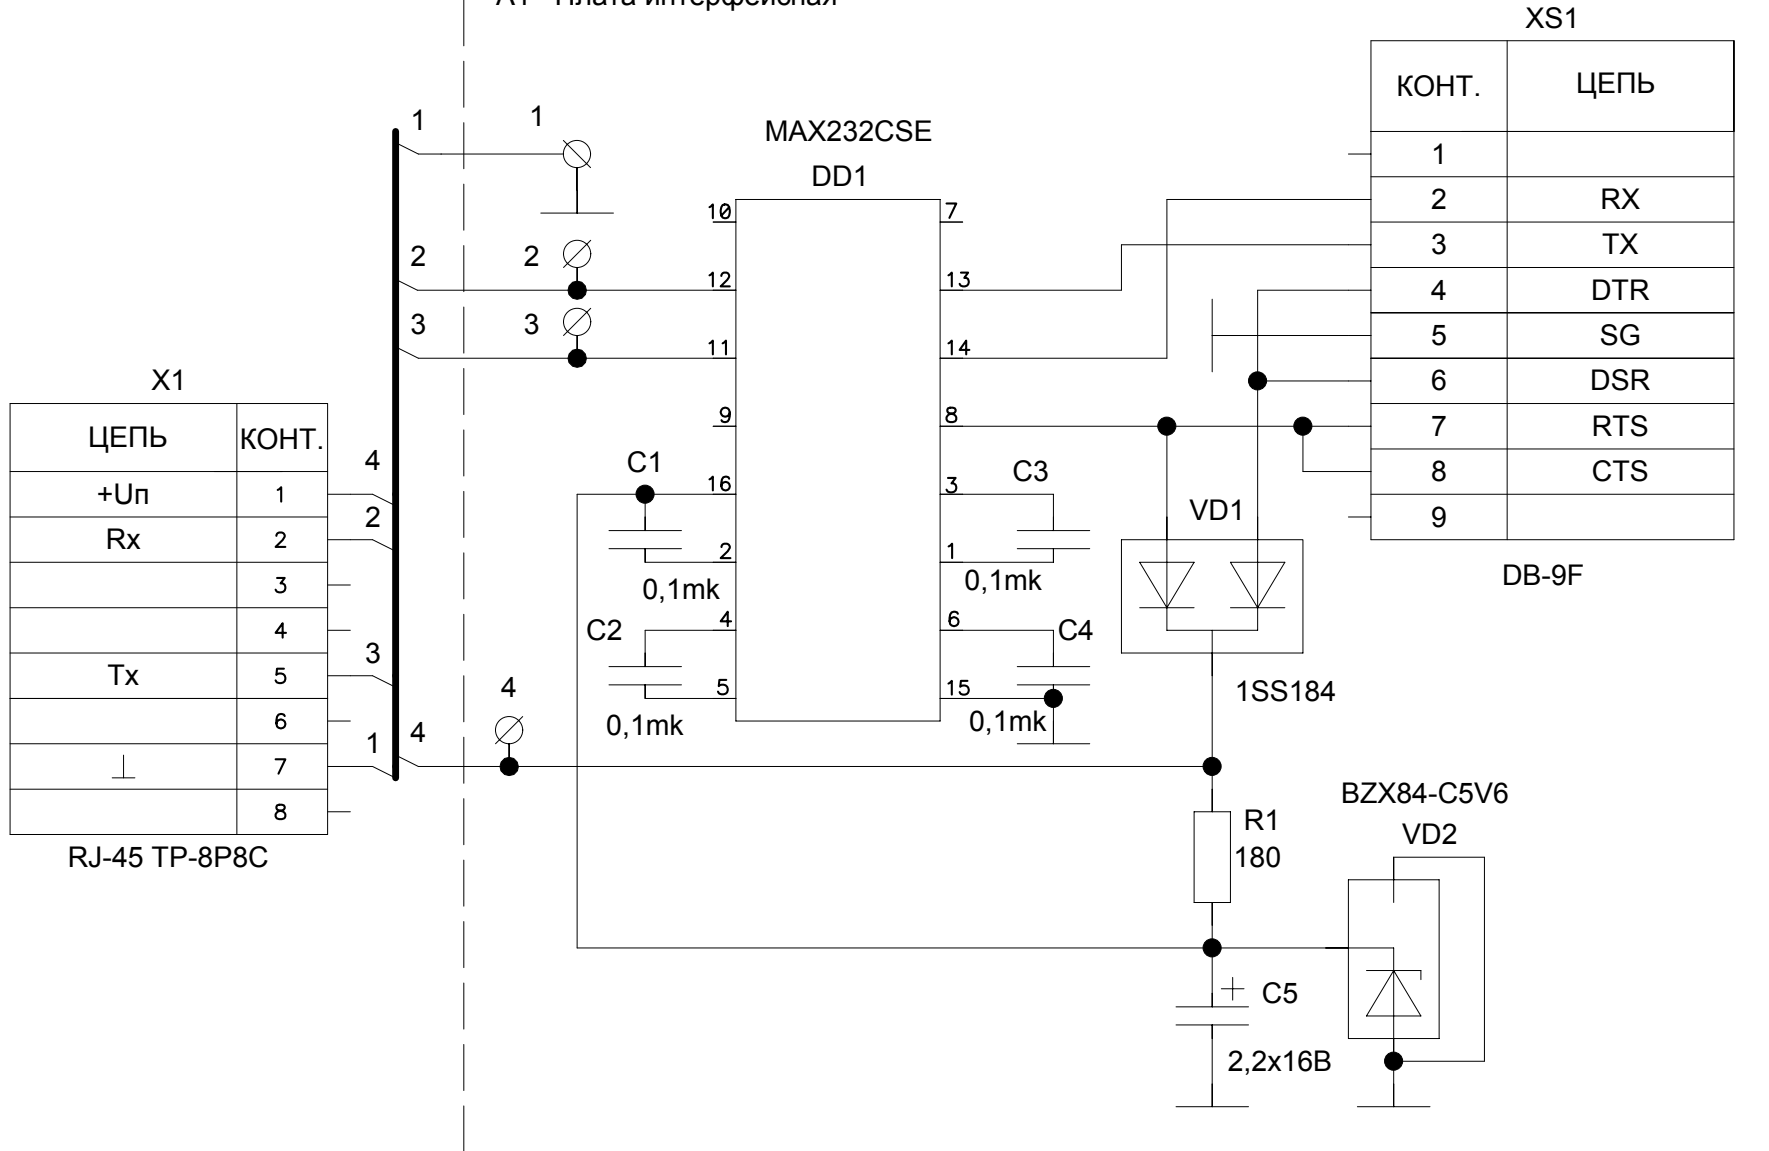 А1 - Плата интерфейсная
XS1
КОНТ. ЦЕПЬ
1
2 RX
3 TX
4 DTR
5 SG
6 DSR
7 RTS
8 CTS
9
DB-9F
MAX232CSE
DD1
10 7
12 13
11 14
9 8
16 3
2 1
4 6
5 15
1 1
2 2
3 3
4 4
C1
0,1mk
C2
0,1mk
C3
0,1mk
C4
0,1mk
VD1
1SS184
X1
ЦЕПЬ КОНТ.
+Uп 1 4
Rx 2 2
3
4
Tx 5 3
6
⊥ 7 1
8
RJ-45 TP-8P8C
R1
180
BZX84-C5V6
VD2
+ C5
2,2x16В